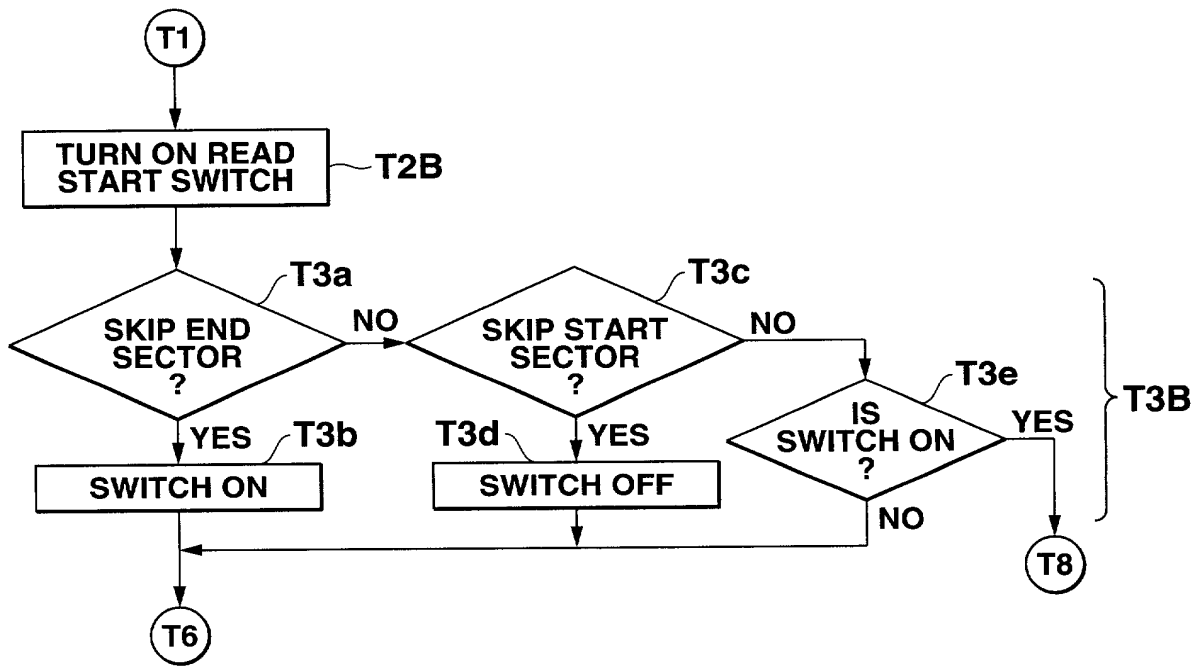 T1
TURN ON READ
START SWITCH
T2B
T3a
SKIP END
SECTOR
?
NO
YES
T3b
SWITCH ON
T3c
SKIP START
SECTOR
?
NO
YES
T3d
SWITCH OFF
T3e
IS
SWITCH ON
?
YES
NO
T3B
T8
T6